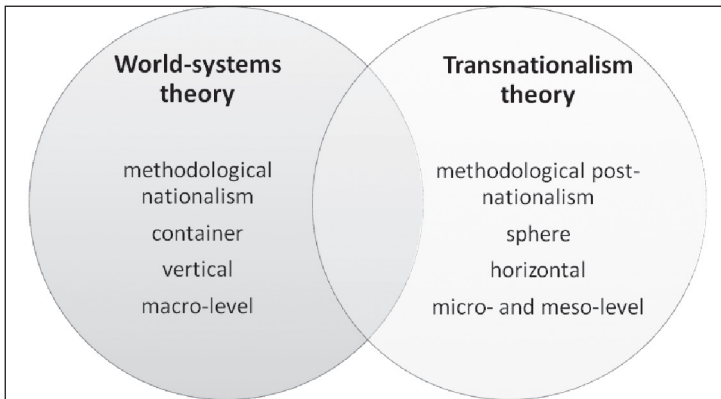 World-systems
theory
methodological
nationalism
container
vertical
macro-level
Transnationalism
theory
methodological post-
nationalism
sphere
horizontal
micro- and meso-level